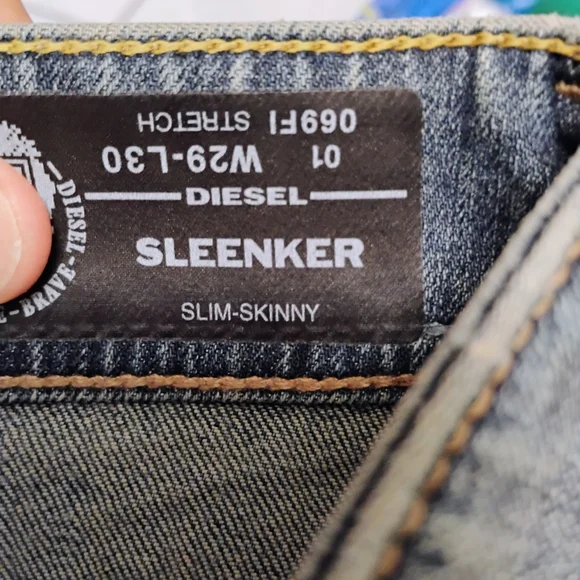 069FI STRETCH
01 W29-L30
DIESEL
SLEENKER
SLIM-SKINNY
-DIESEL-
-BRAVE-